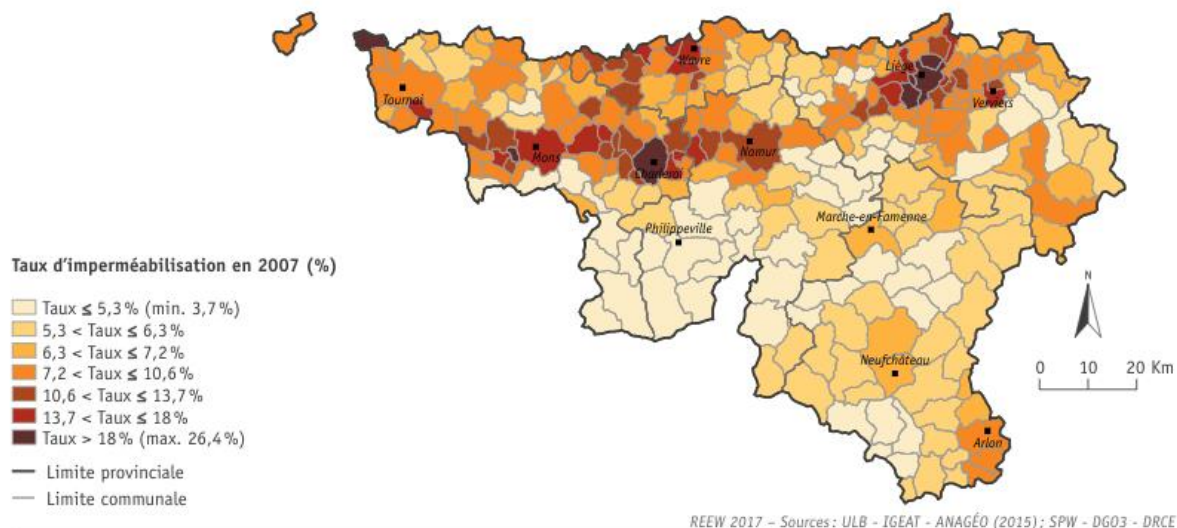 Wavre
Liège
Tournai
Verviers
Mons
Namur
Charleroi
Marche-en-Famenne
Philippeville
Taux d'imperméabilisation en 2007 (%)
Taux ≤ 5,3 % (min. 3,7 %)
5,3 < Taux ≤ 6,3 %
6,3 < Taux ≤ 7,2 %
7,2 < Taux ≤ 10,6 %
10,6 < Taux ≤ 13,7 %
13,7 < Taux ≤ 18 %
Taux > 18 % (max. 26,4 %)
Limite provinciale
Limite communale
N
Neufchâteau
0 10 20 Km
Arlon
REEW 2017 – Sources : ULB - IGEAT - ANAGÉO (2015) ; SPW - DGO3 - DRCE